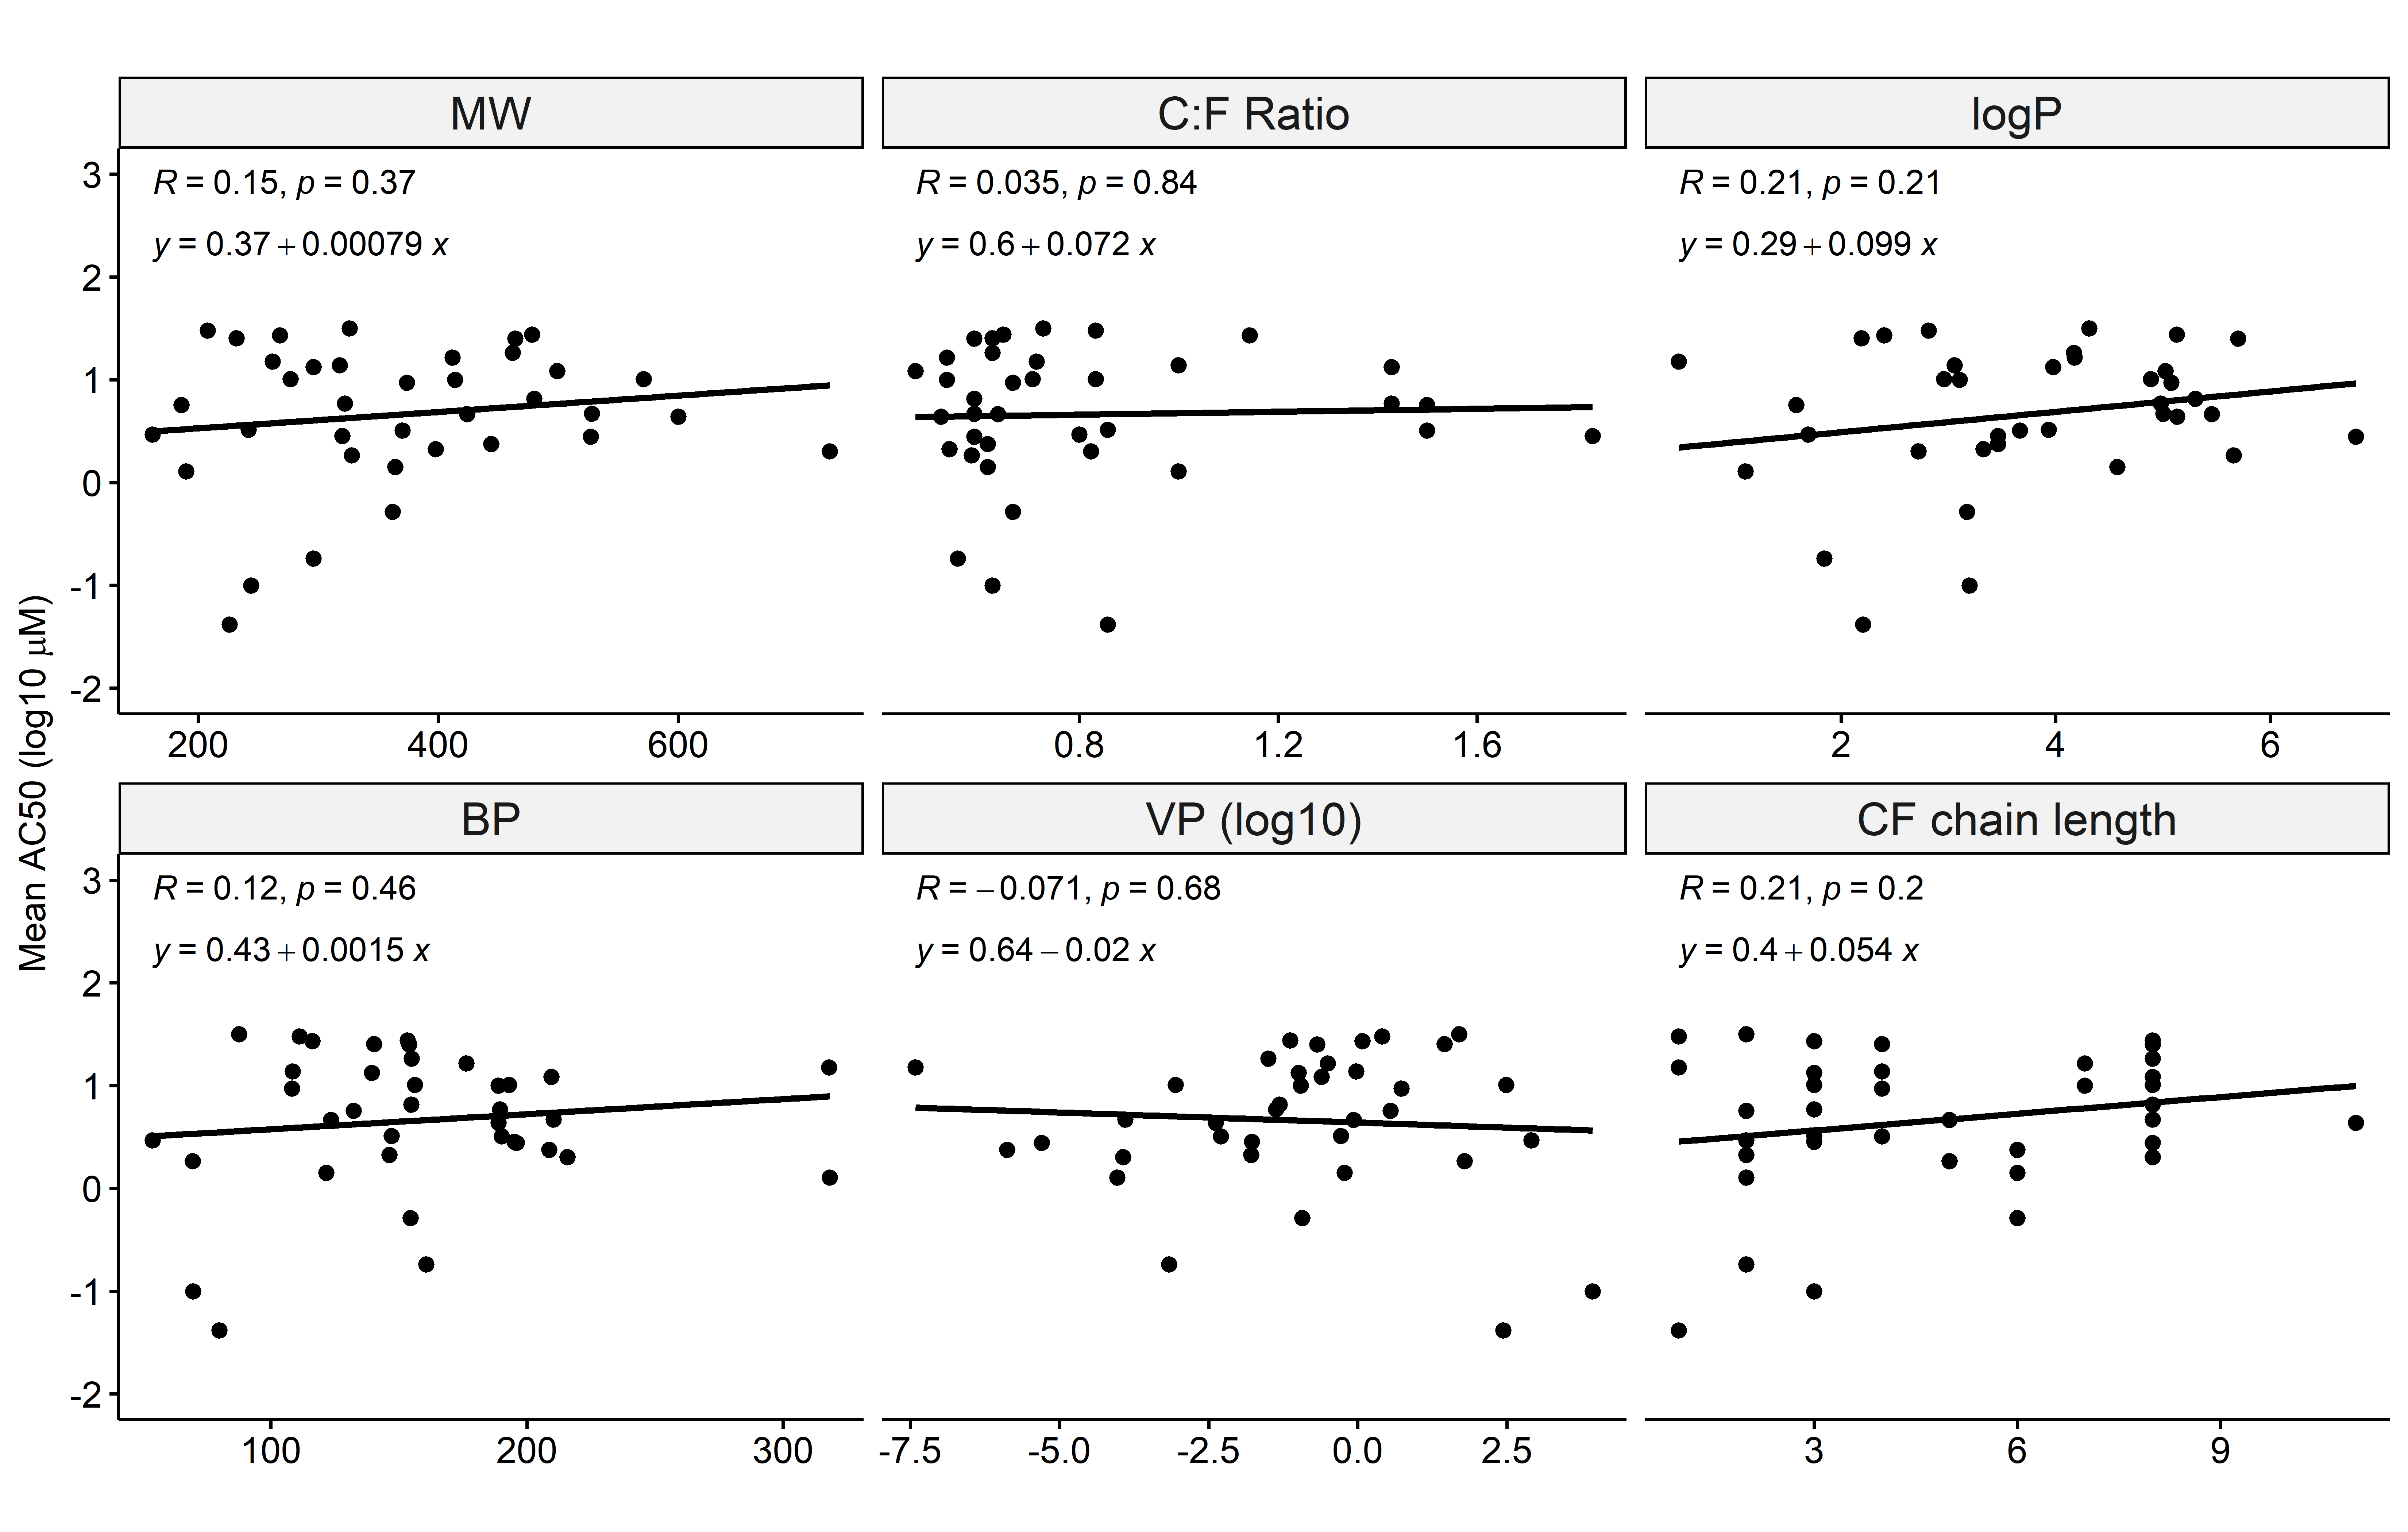 MW
C:F Ratio
logP
R = 0.15, p = 0.37
y = 0.37 + 0.00079 x
R = 0.035, p = 0.84
y = 0.6 + 0.072 x
R = 0.21, p = 0.21
y = 0.29 + 0.099 x
3
2
1
0
-1
-2
200 400 600
0.8 1.2 1.6
2 4 6
Mean AC50 (log10 μM)
BP
VP (log10)
CF chain length
R = 0.12, p = 0.46
y = 0.43 + 0.0015 x
R = −0.071, p = 0.68
y = 0.64 − 0.02 x
R = 0.21, p = 0.2
y = 0.4 + 0.054 x
3
2
1
0
-1
-2
100 200 300
-7.5 -5.0 -2.5 0.0 2.5
3 6 9